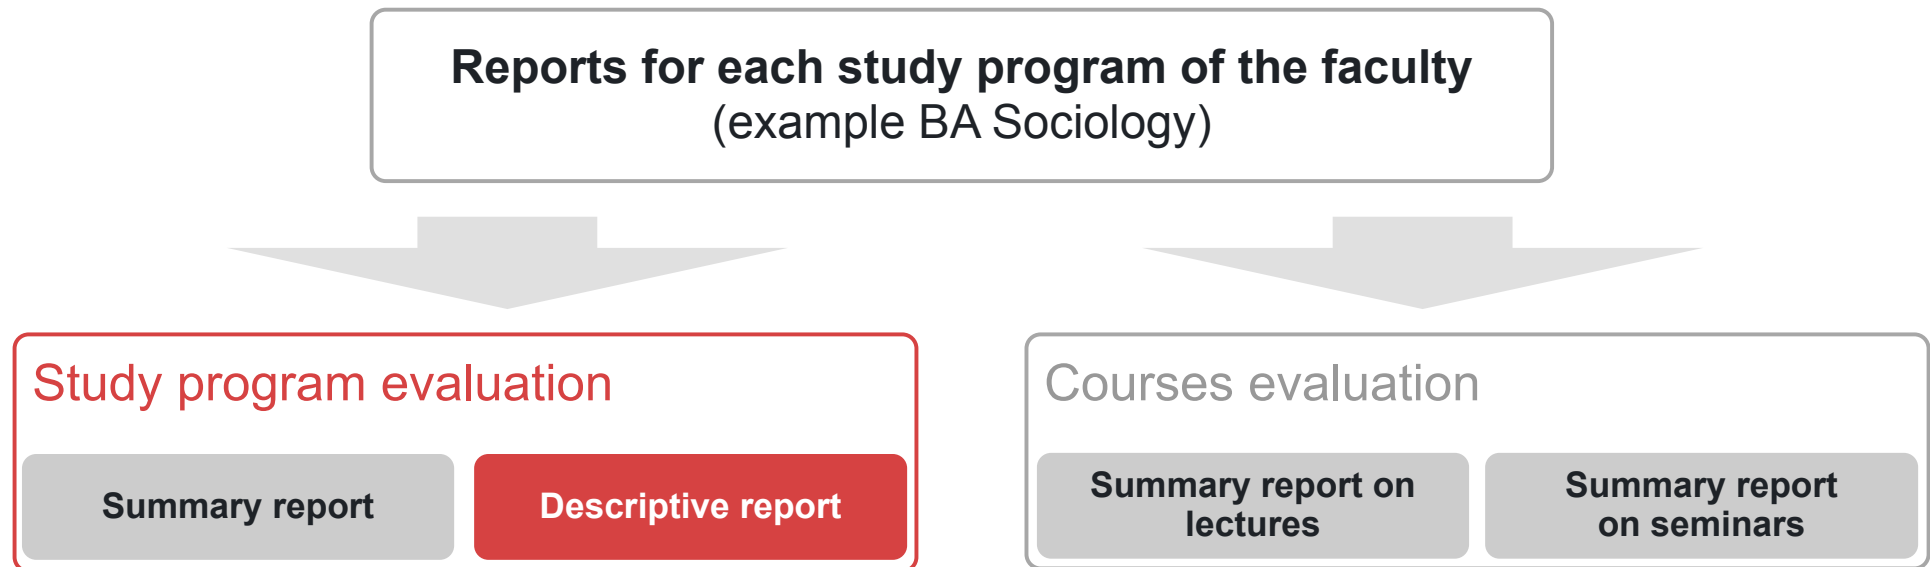 Reports for each study program of the faculty
(example BA Sociology)
Study program evaluation
Summary report
Descriptive report
Courses evaluation
Summary report on
lectures
Summary report
on seminars